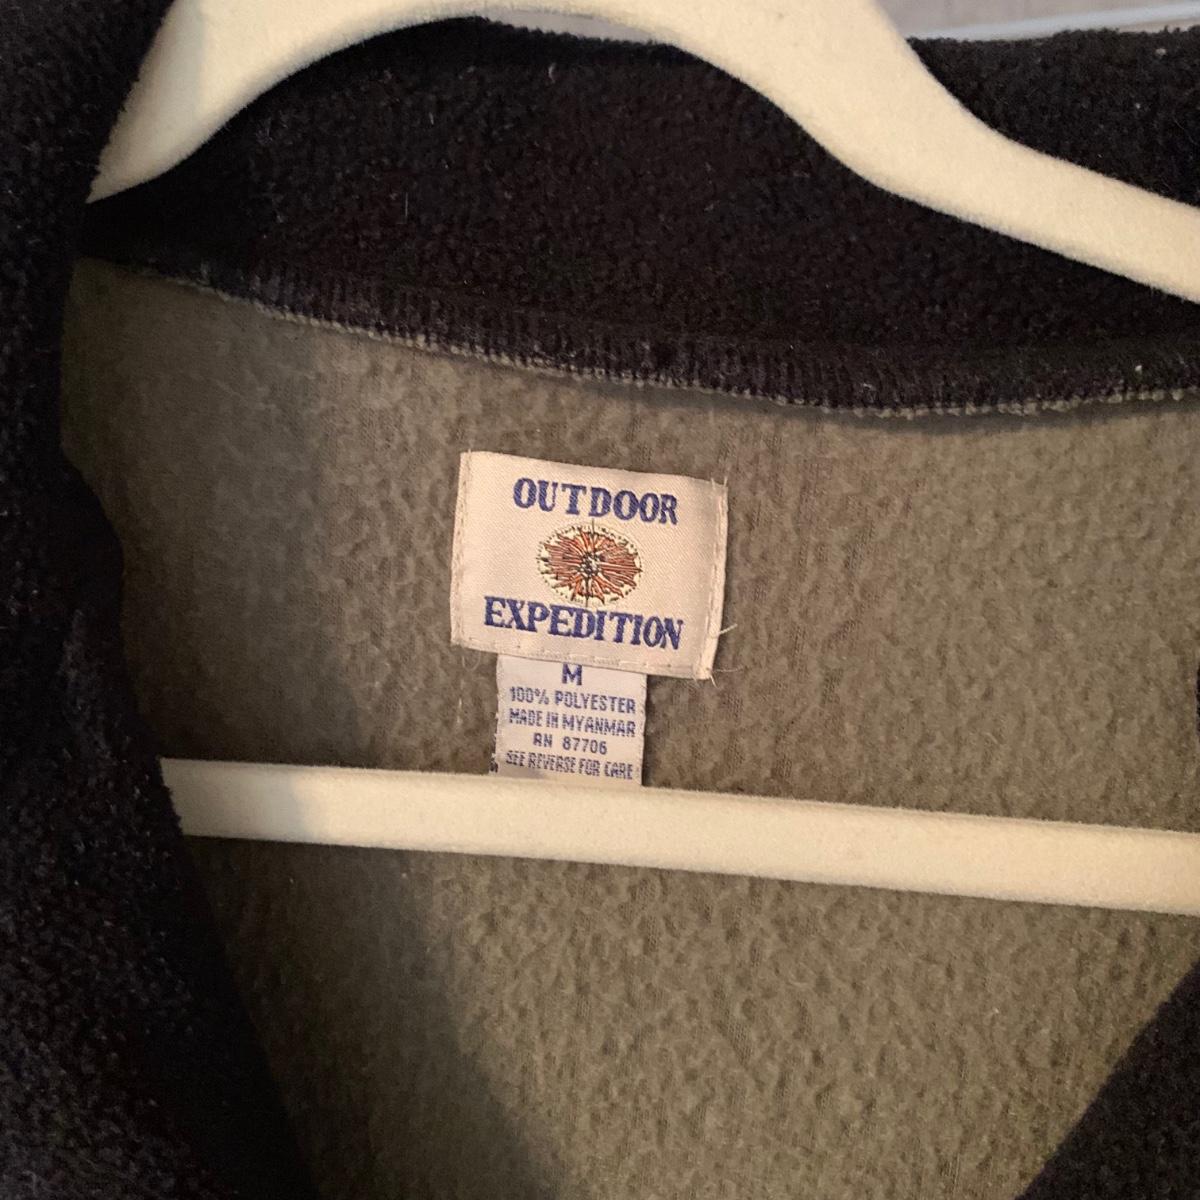 OUTDOOR
EXPEDITION
M
100% POLYESTER
MADE IN MYANMAR
RN 87706
SEE REVERSE FOR CARE